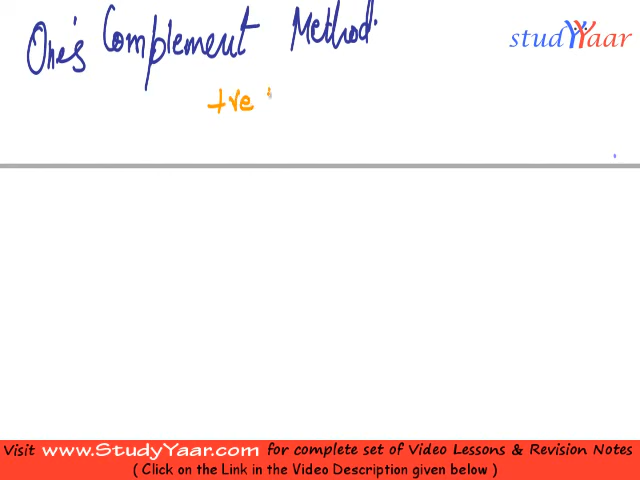 One's Complement Method.
studYYaar
+ve
Visit www.StudyYaar.com for complete set of Video Lessons & Revision Notes
( Click on the Link in the Video Description given below )